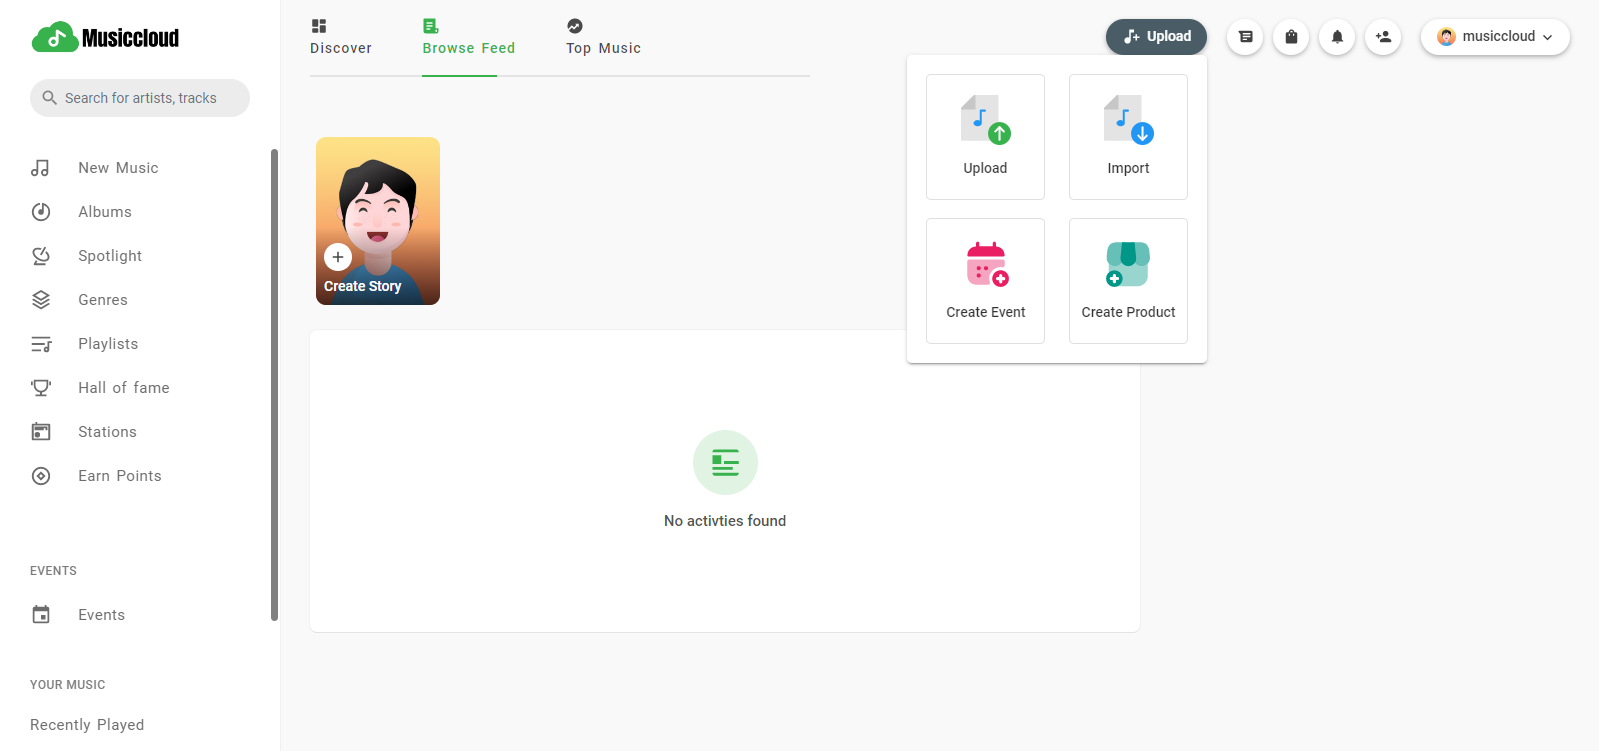 Musiccloud
Search for artists, tracks
New Music
Albums
Spotlight
Genres
Playlists
Hall of fame
Stations
Earn Points
EVENTS
Events
YOUR MUSIC
Recently Played
Discover
Browse Feed
Top Music
Upload
musiccloud
Upload
Import
Create Event
Create Product
Create Story
No activties found